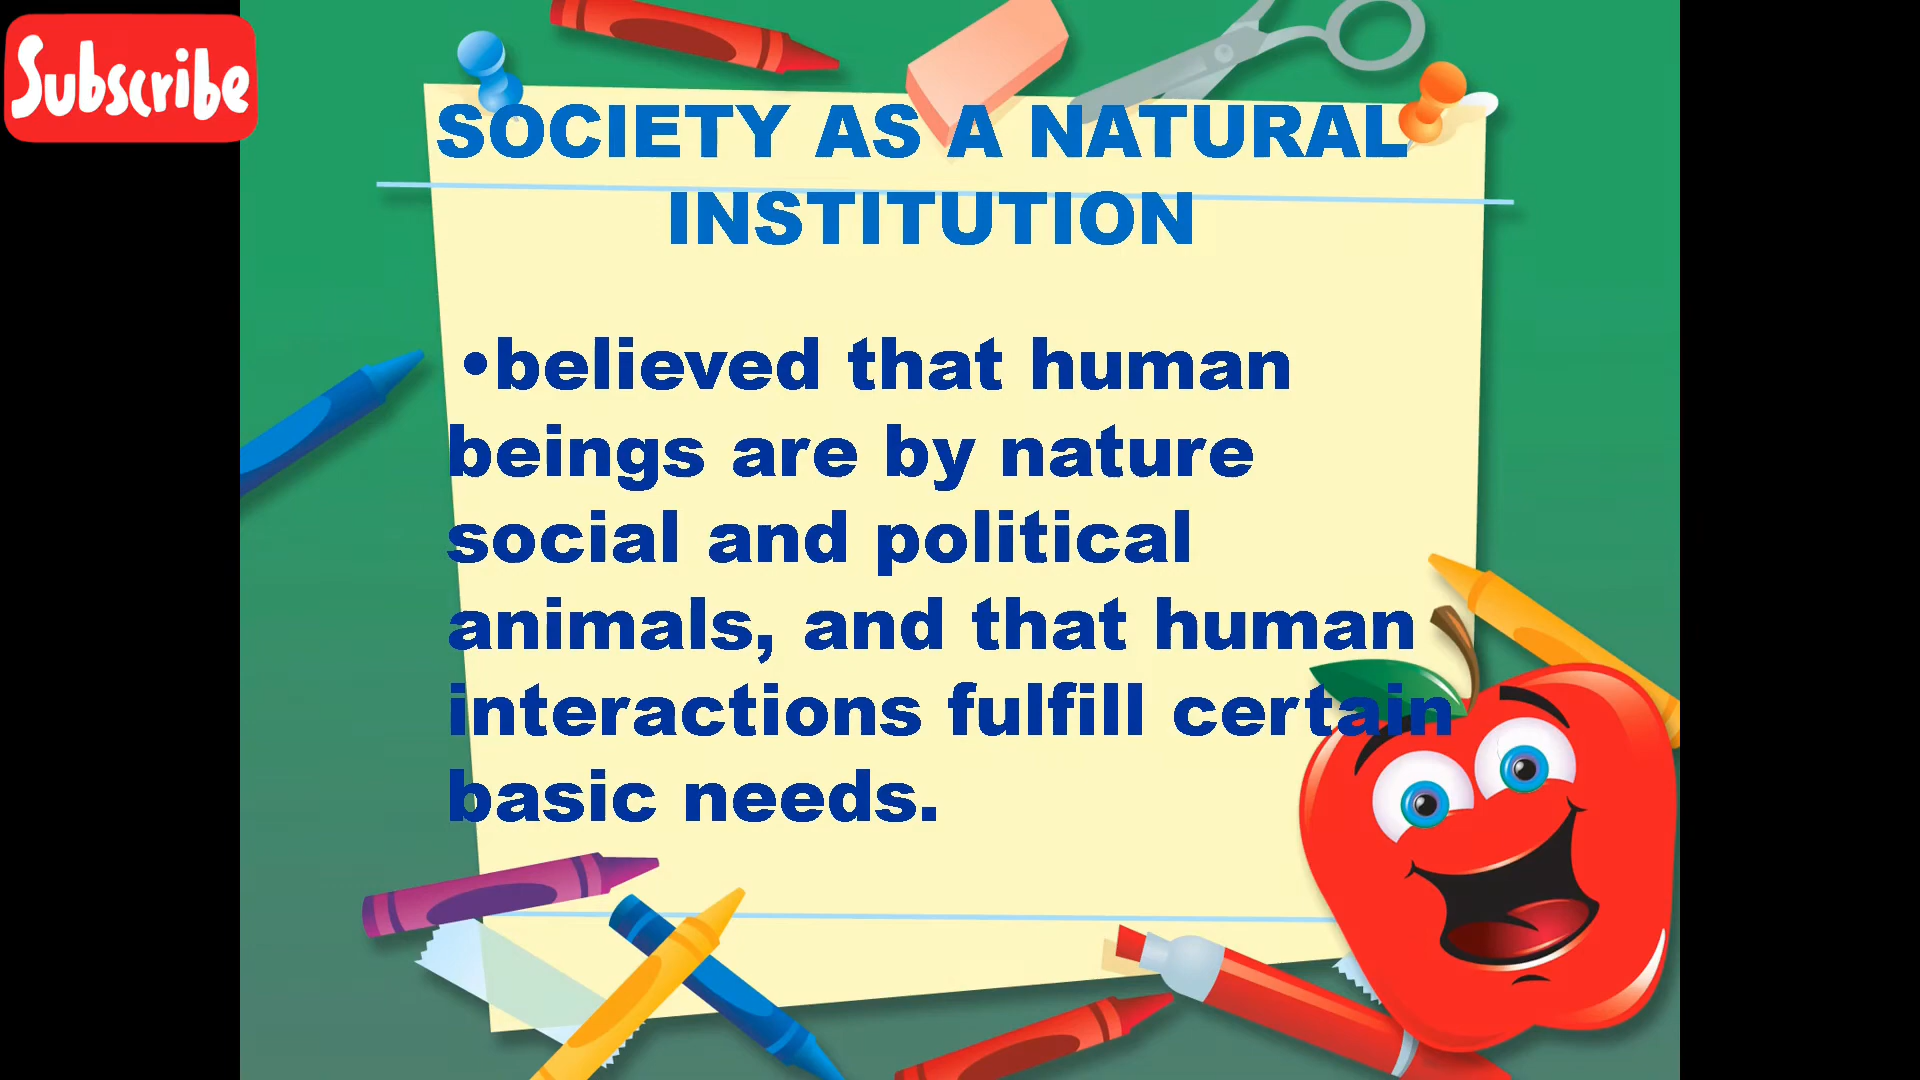 Subscribe
SOCIETY AS A NATURAL
INSTITUTION
•believed that human
beings are by nature
social and political
animals, and that human
interactions fulfill certain
basic needs.